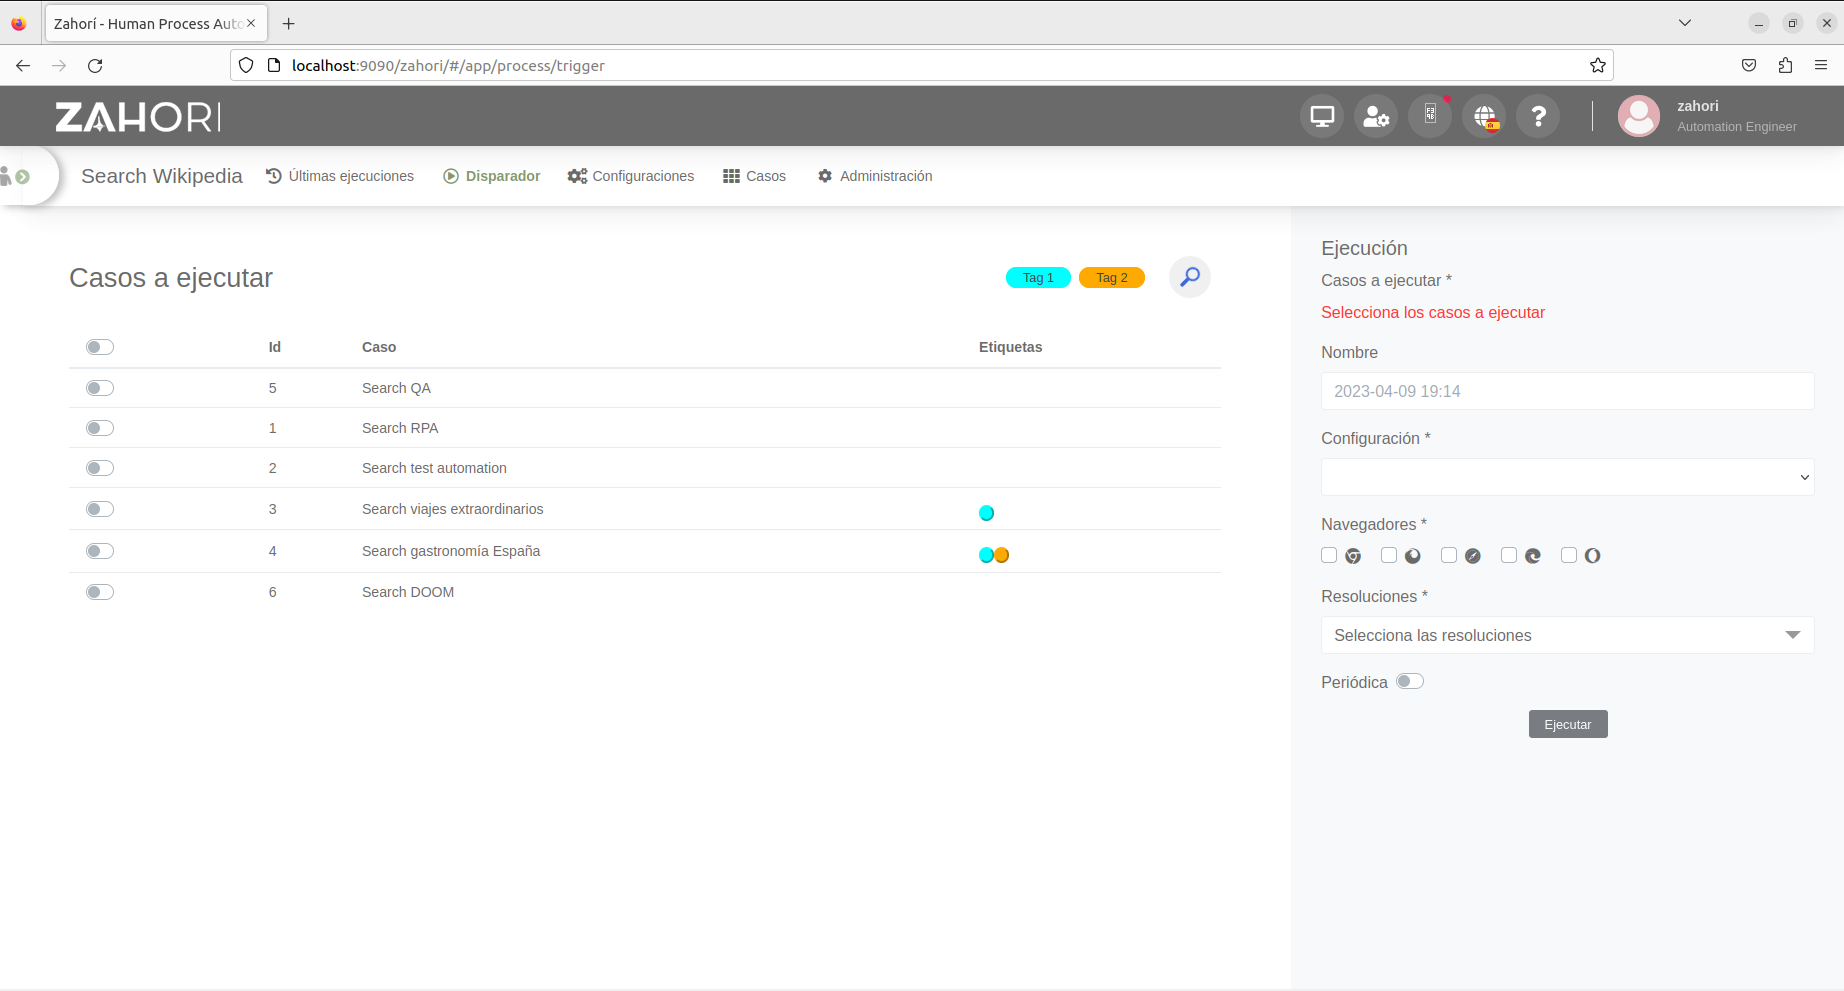 Zahorí - Human Process Auto
localhost:9090/zahori/#/app/process/trigger
ZAHORI
zahori
Automation Engineer
Search Wikipedia
Últimas ejecuciones
Disparador
Configuraciones
Casos
Administración
Casos a ejecutar
Tag 1
Tag 2
Id Caso Etiquetas
5 Search QA
1 Search RPA
2 Search test automation
3 Search viajes extraordinarios
4 Search gastronomía España
6 Search DOOM
Ejecución
Casos a ejecutar *
Selecciona los casos a ejecutar
Nombre
2023-04-09 19:14
Configuración *
Navegadores *
Resoluciones *
Selecciona las resoluciones
Periódica
Ejecutar